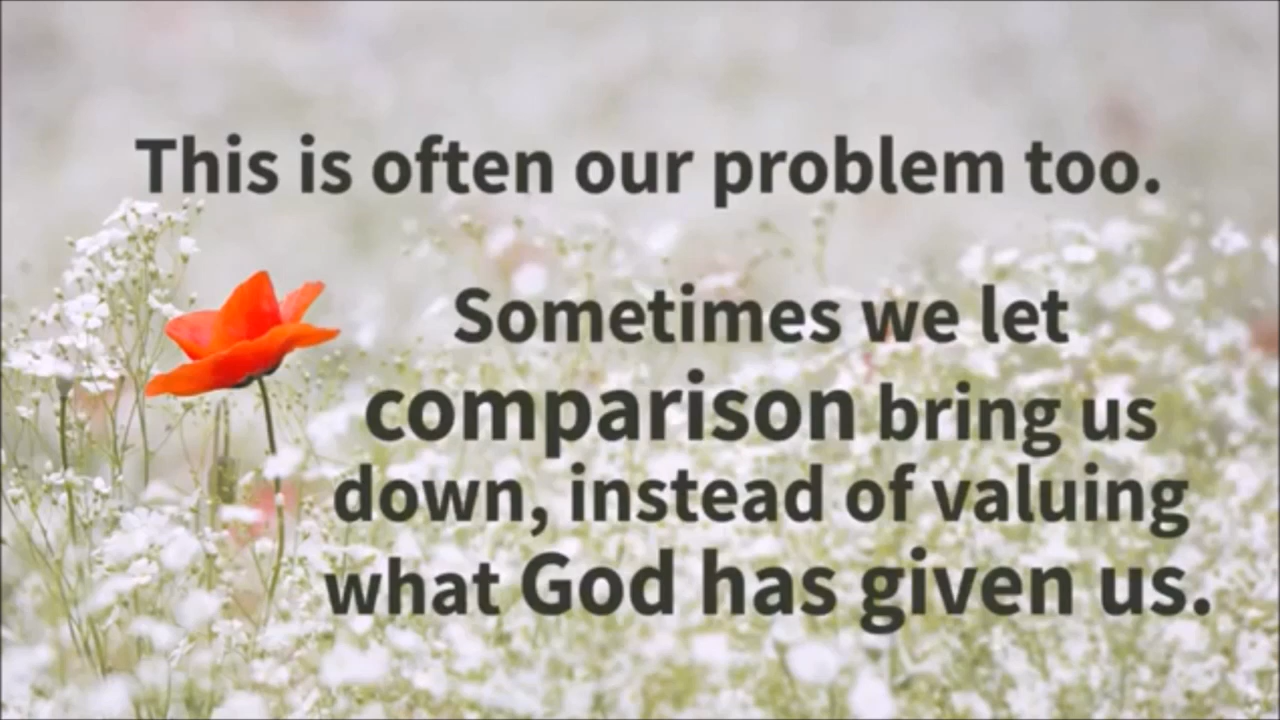 This is often our problem too.
Sometimes we let
comparison bring us
down, instead of valuing
what God has given us.